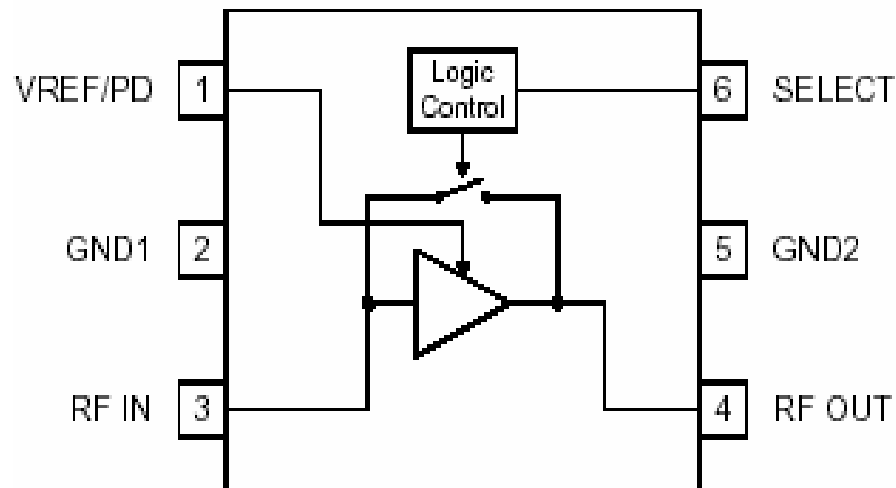 VREF/PD 1
Logic
Control
6 SELECT
GND1 2
5 GND2
RF IN 3
4 RF OUT